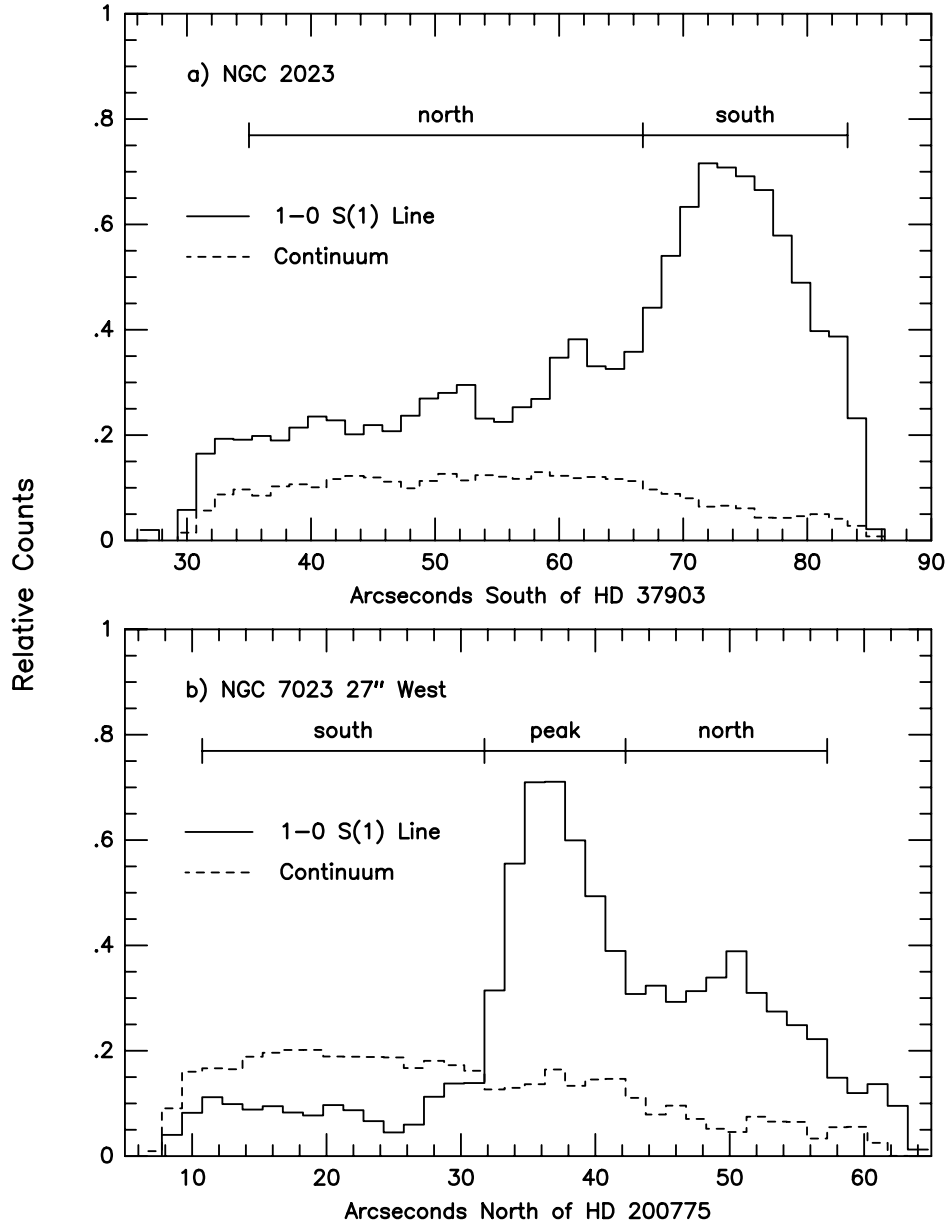 Relative Counts
1
.8
.6
.4
.2
0
a) NGC 2023
north
south
1−0 S(1) Line
Continuum
30 40 50 60 70 80 90
Arcseconds South of HD 37903
1
.8
.6
.4
.2
0
b) NGC 7023 27″ West
south
peak
north
1−0 S(1) Line
Continuum
10 20 30 40 50 60
Arcseconds North of HD 200775